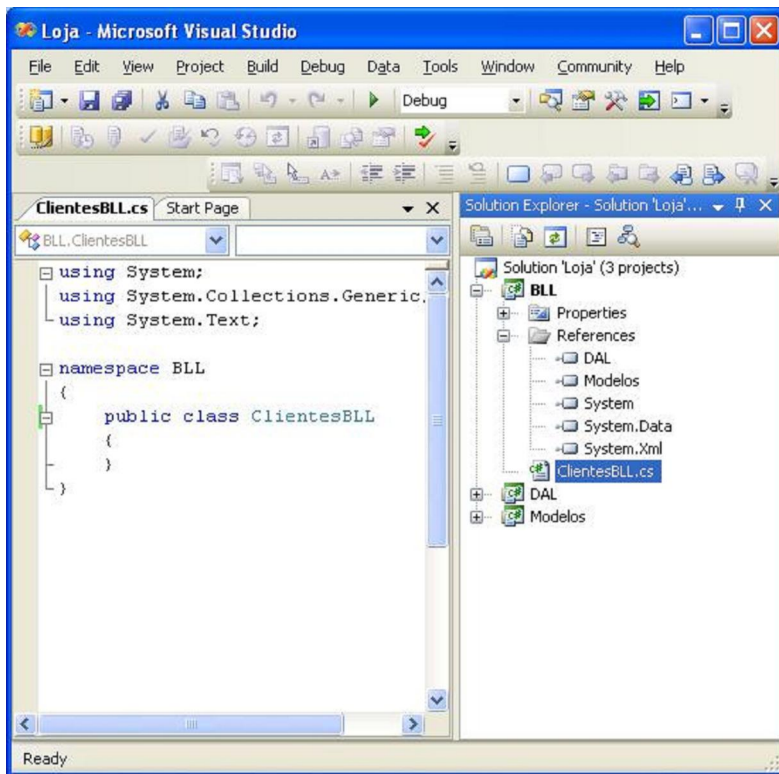 Loja - Microsoft Visual Studio
File Edit View Project Build Debug Data Tools Window Community Help
Debug
ClientesBLL.cs Start Page
BLL.ClientesBLL
using System;
using System.Collections.Generic;
using System.Text;
namespace BLL
{
public class ClientesBLL
{
}
}
Solution Explorer - Solution 'Loja'...
Solution 'Loja' (3 projects)
BLL
Properties
References
DAL
Modelos
System
System.Data
System.Xml
ClientesBLL.cs
DAL
Modelos
Ready